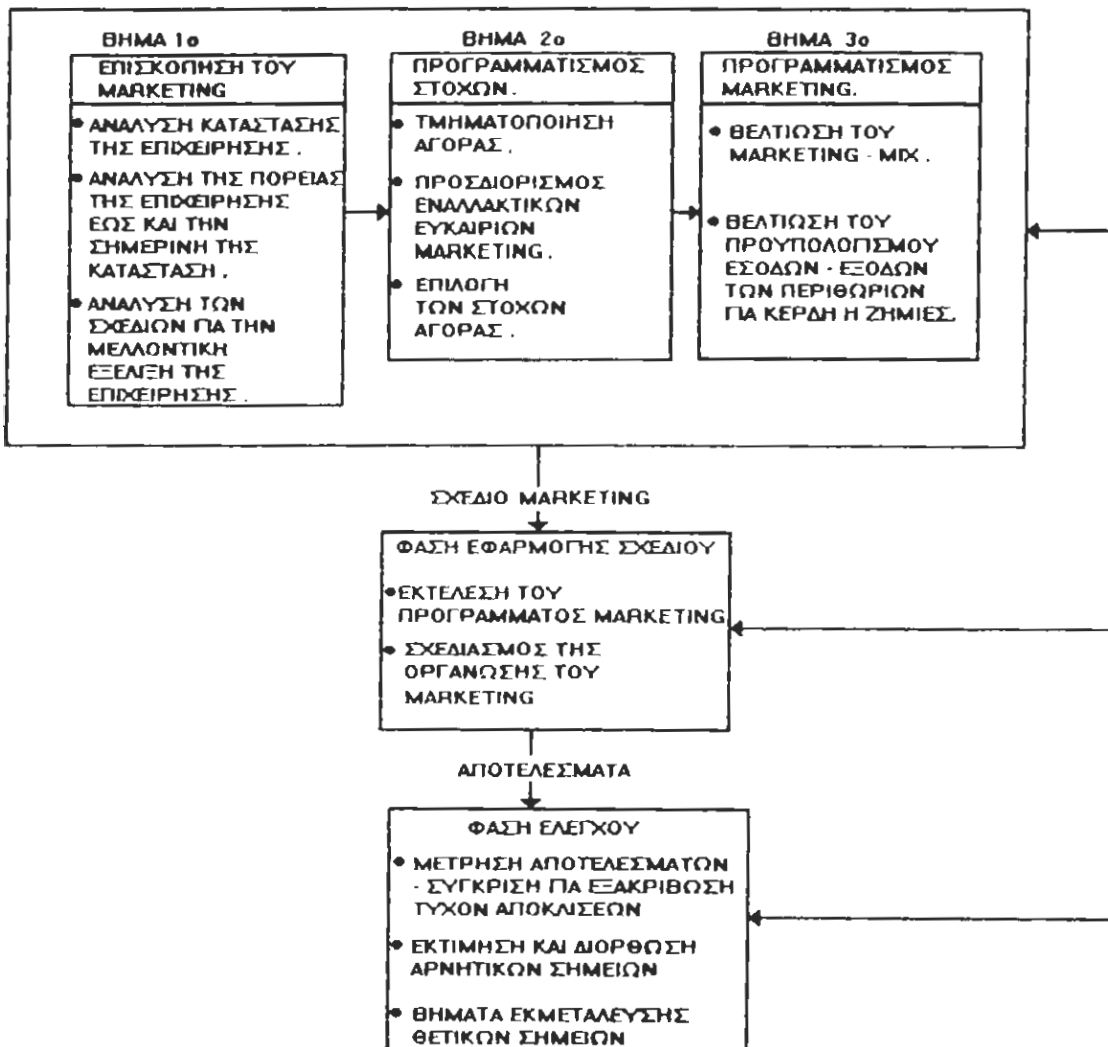 ΒΗΜΑ 1ο
ΕΠΙΣΚΟΠΗΣΗ ΤΟΥ
MARKETING
• ΑΝΑΛΥΣΗ ΚΑΤΑΣΤΑΣΗΣ
ΤΗΣ ΕΠΙΧΕΙΡΗΣΗΣ .
• ΑΝΑΛΥΣΗ ΤΗΣ ΠΟΡΕΙΑΣ
ΤΗΣ ΕΠΙΧΕΙΡΗΣΗΣ
ΕΩΣ ΚΑΙ ΤΗΝ
ΣΗΜΕΡΙΝΗ ΤΗΣ
ΚΑΤΑΣΤΑΣΗ .
• ΑΝΑΛΥΣΗ ΤΩΝ
ΣΧΕΔΙΩΝ ΓΙΑ ΤΗΝ
ΜΕΛΛΟΝΤΙΚΗ
ΕΞΕΛΙΞΗ ΤΗΣ
ΕΠΙΧΕΙΡΗΣΗΣ .
ΒΗΜΑ 2ο
ΠΡΟΓΡΑΜΜΑΤΙΣΜΟΣ
ΣΤΟΧΩΝ .
• ΤΜΗΜΑΤΟΠΟΙΗΣΗ
ΑΓΟΡΑΣ .
• ΠΡΟΣΔΙΟΡΙΣΜΟΣ
ΕΝΑΛΛΑΚΤΙΚΩΝ
ΕΥΚΑΙΡΙΩΝ
MARKETING .
• ΕΠΙΛΟΓΗ
ΤΩΝ ΣΤΟΧΩΝ
ΑΓΟΡΑΣ .
ΒΗΜΑ 3ο
ΠΡΟΓΡΑΜΜΑΤΙΣΜΟΣ
MARKETING.
• ΒΕΛΤΙΩΣΗ ΤΟΥ
MARKETING - MIX .
• ΒΕΛΤΙΩΣΗ ΤΟΥ
ΠΡΟΥΠΟΛΟΓΙΣΜΟΥ
ΕΣΟΔΩΝ - ΕΞΟΔΩΝ
ΤΩΝ ΠΕΡΙΘΩΡΙΩΝ
ΓΙΑ ΚΕΡΔΗ Η ΖΗΜΙΕΣ.
ΣΧΕΔΙΟ MARKETING
ΦΑΣΗ ΕΦΑΡΜΟΓΗΣ ΣΧΕΔΙΟΥ
• ΕΚΤΕΛΕΣΗ ΤΟΥ
ΠΡΟΓΡΑΜΜΑΤΟΣ MARKETING
• ΣΧΕΔΙΑΣΜΟΣ ΤΗΣ
ΟΡΓΑΝΩΣΗΣ ΤΟΥ
MARKETING
ΑΠΟΤΕΛΕΣΜΑΤΑ
ΦΑΣΗ ΕΛΕΓΧΟΥ
• ΜΕΤΡΗΣΗ ΑΠΟΤΕΛΕΣΜΑΤΩΝ
- ΣΥΓΚΡΙΣΗ ΓΙΑ ΕΞΑΚΡΙΒΩΣΗ
ΤΥΧΟΝ ΑΠΟΚΛΙΣΕΩΝ
• ΕΚΤΙΜΗΣΗ ΚΑΙ ΔΙΟΡΘΩΣΗ
ΑΡΝΗΤΙΚΩΝ ΣΗΜΕΙΩΝ
• ΒΗΜΑΤΑ ΕΚΜΕΤΑΛΕΥΣΗΣ
ΘΕΤΙΚΩΝ ΣΗΜΕΙΩΝ